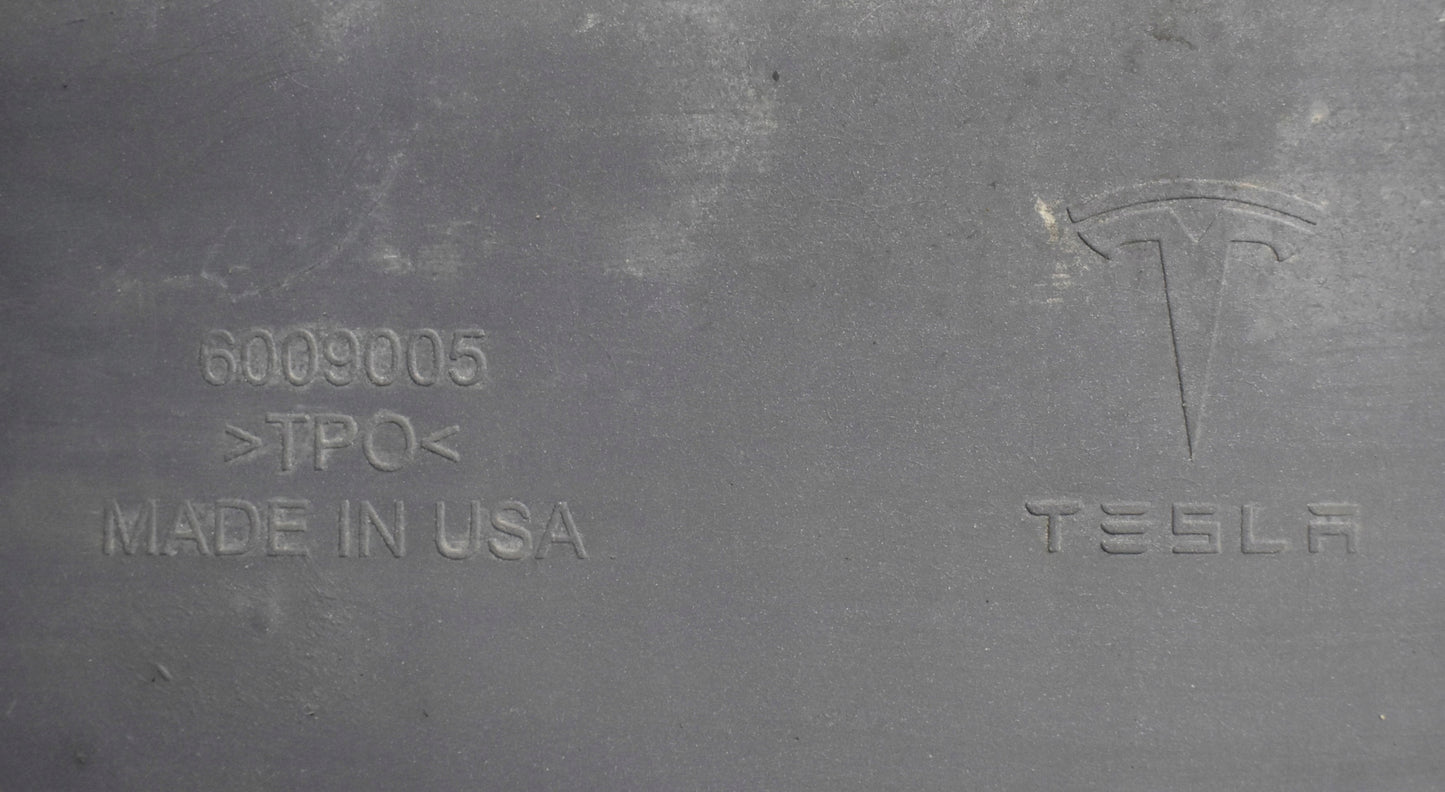 6009005
>TPO<
MADE IN USA
TESLA